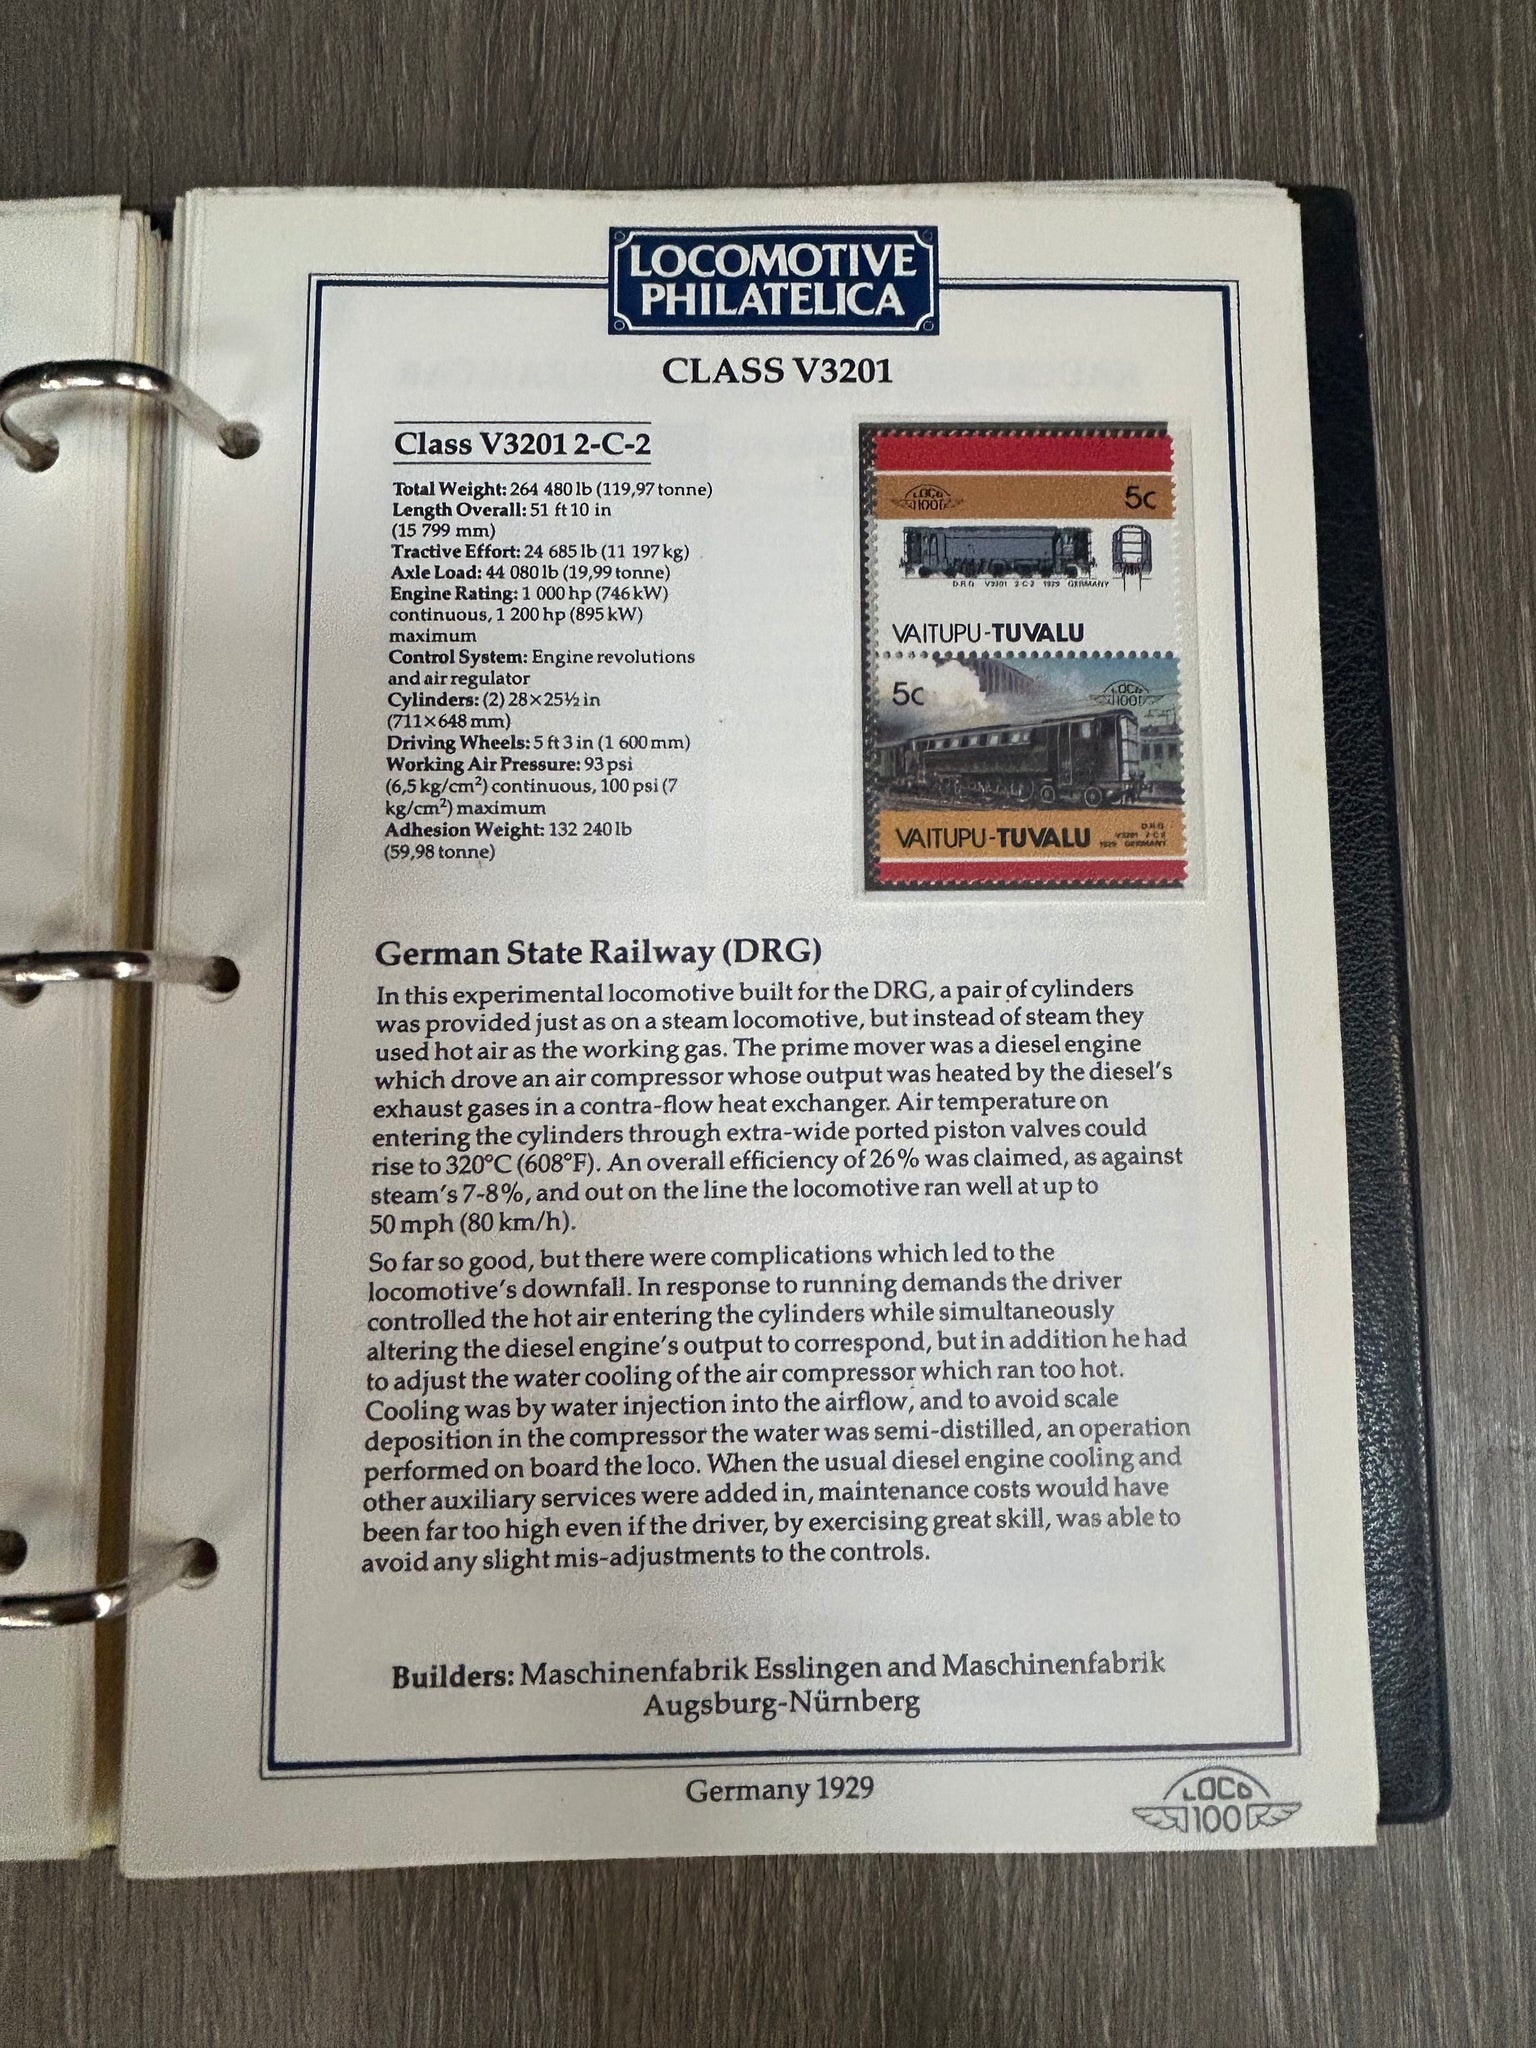 LOCOMOTIVE
PHILATELICA
CLASS V3201
Class V3201 2-C-2
Total Weight: 264 480 lb (119,97 tonne)
Length Overall: 51 ft 10 in
(15 799 mm)
Tractive Effort: 24 685 lb (11 197 kg)
Axle Load: 44 080 lb (19,99 tonne)
Engine Rating: 1 000 hp (746 kW)
continuous, 1 200 hp (895 kW)
maximum
Control System: Engine revolutions
and air regulator
Cylinders: (2) 28×25½ in
(711×648 mm)
Driving Wheels: 5 ft 3 in (1 600 mm)
Working Air Pressure: 93 psi
(6,5 kg/cm²) continuous, 100 psi (7
kg/cm²) maximum
Adhesion Weight: 132 240 lb
(59,98 tonne)
LOCO
100
5c
D.R.G V3201 2-C-2 1929 GERMANY
VAITUPU-TUVALU
5c
LOCO
100
VAITUPU-TUVALU
D.R.G
V3201 2-C-2
1929 GERMANY
German State Railway (DRG)
In this experimental locomotive built for the DRG, a pair of cylinders
was provided just as on a steam locomotive, but instead of steam they
used hot air as the working gas. The prime mover was a diesel engine
which drove an air compressor whose output was heated by the diesel's
exhaust gases in a contra-flow heat exchanger. Air temperature on
entering the cylinders through extra-wide ported piston valves could
rise to 320°C (608°F). An overall efficiency of 26% was claimed, as against
steam's 7-8%, and out on the line the locomotive ran well at up to
50 mph (80 km/h).
So far so good, but there were complications which led to the
locomotive's downfall. In response to running demands the driver
controlled the hot air entering the cylinders while simultaneously
altering the diesel engine's output to correspond, but in addition he had
to adjust the water cooling of the air compressor which ran too hot.
Cooling was by water injection into the airflow, and to avoid scale
deposition in the compressor the water was semi-distilled, an operation
performed on board the loco. When the usual diesel engine cooling and
other auxiliary services were added in, maintenance costs would have
been far too high even if the driver, by exercising great skill, was able to
avoid any slight mis-adjustments to the controls.
Builders: Maschinenfabrik Esslingen and Maschinenfabrik
Augsburg-Nürnberg
Germany 1929
LOCO
100